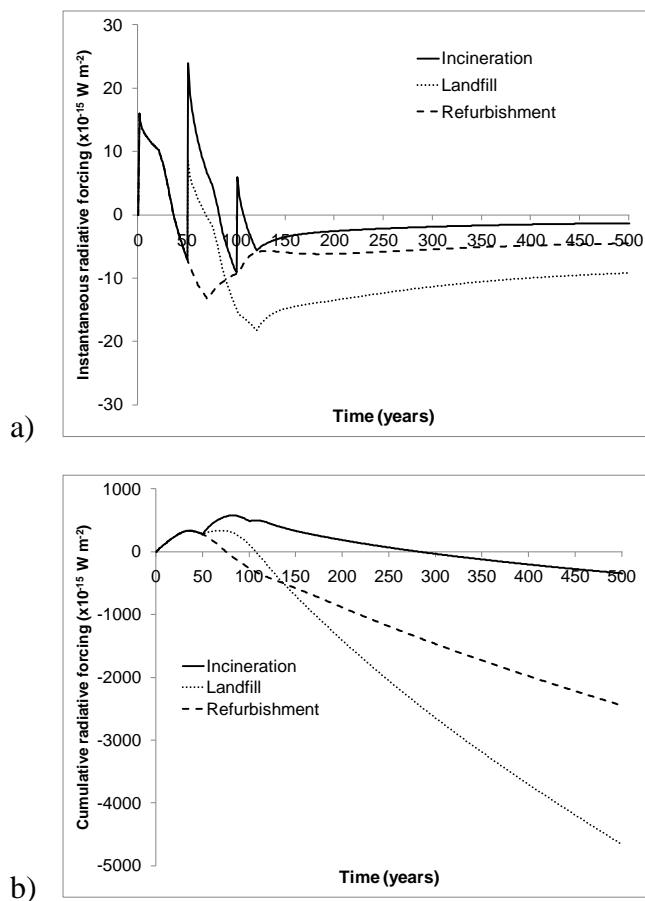 30
20
10
0
-10
-20
-30
0 50 100 150 200 250 300 350 400 450 500
Instantaneous radiative forcing (x10⁻¹⁵ W m⁻²)
Incineration
Landfill
Refurbishment
Time (years)
a)
1000
0
-1000
-2000
-3000
-4000
-5000
0 50 100 150 200 250 300 350 400 450 500
Cumulative radiative forcing (x10⁻¹⁵ W m⁻²)
Incineration
Landfill
Refurbishment
Time (years)
b)